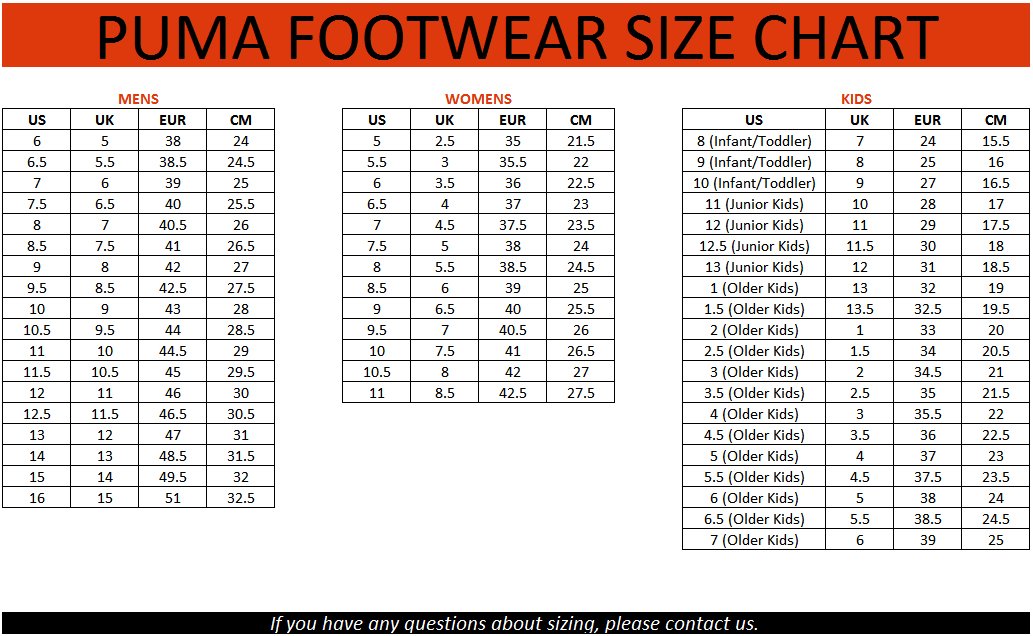 PUMA FOOTWEAR SIZE CHART
MENS
US UK EUR CM
6 5 38 24
6.5 5.5 38.5 24.5
7 6 39 25
7.5 6.5 40 25.5
8 7 40.5 26
8.5 7.5 41 26.5
9 8 42 27
9.5 8.5 42.5 27.5
10 9 43 28
10.5 9.5 44 28.5
11 10 44.5 29
11.5 10.5 45 29.5
12 11 46 30
12.5 11.5 46.5 30.5
13 12 47 31
14 13 48.5 31.5
15 14 49.5 32
16 15 51 32.5
WOMENS
US UK EUR CM
5 2.5 35 21.5
5.5 3 35.5 22
6 3.5 36 22.5
6.5 4 37 23
7 4.5 37.5 23.5
7.5 5 38 24
8 5.5 38.5 24.5
8.5 6 39 25
9 6.5 40 25.5
9.5 7 40.5 26
10 7.5 41 26.5
10.5 8 42 27
11 8.5 42.5 27.5
KIDS
US UK EUR CM
8 (Infant/Toddler) 7 24 15.5
9 (Infant/Toddler) 8 25 16
10 (Infant/Toddler) 9 27 16.5
11 (Junior Kids) 10 28 17
12 (Junior Kids) 11 29 17.5
12.5 (Junior Kids) 11.5 30 18
13 (Junior Kids) 12 31 18.5
1 (Older Kids) 13 32 19
1.5 (Older Kids) 13.5 32.5 19.5
2 (Older Kids) 1 33 20
2.5 (Older Kids) 1.5 34 20.5
3 (Older Kids) 2 34.5 21
3.5 (Older Kids) 2.5 35 21.5
4 (Older Kids) 3 35.5 22
4.5 (Older Kids) 3.5 36 22.5
5 (Older Kids) 4 37 23
5.5 (Older Kids) 4.5 37.5 23.5
6 (Older Kids) 5 38 24
6.5 (Older Kids) 5.5 38.5 24.5
7 (Older Kids) 6 39 25
If you have any questions about sizing, please contact us.